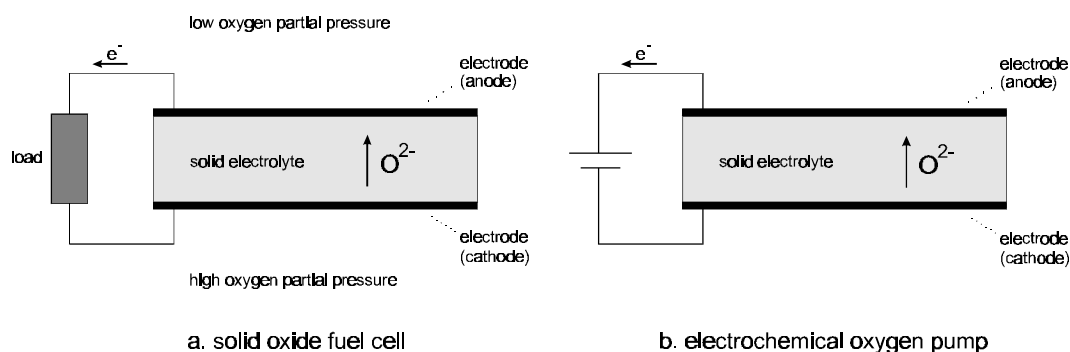 low oxygen partial pressure
e-
electrode
(anode)
load
solid electrolyte
O2-
electrode
(cathode)
high oxygen partial pressure
a. solid oxide fuel cell
e-
electrode
(anode)
solid electrolyte
O2-
electrode
(cathode)
b. electrochemical oxygen pump